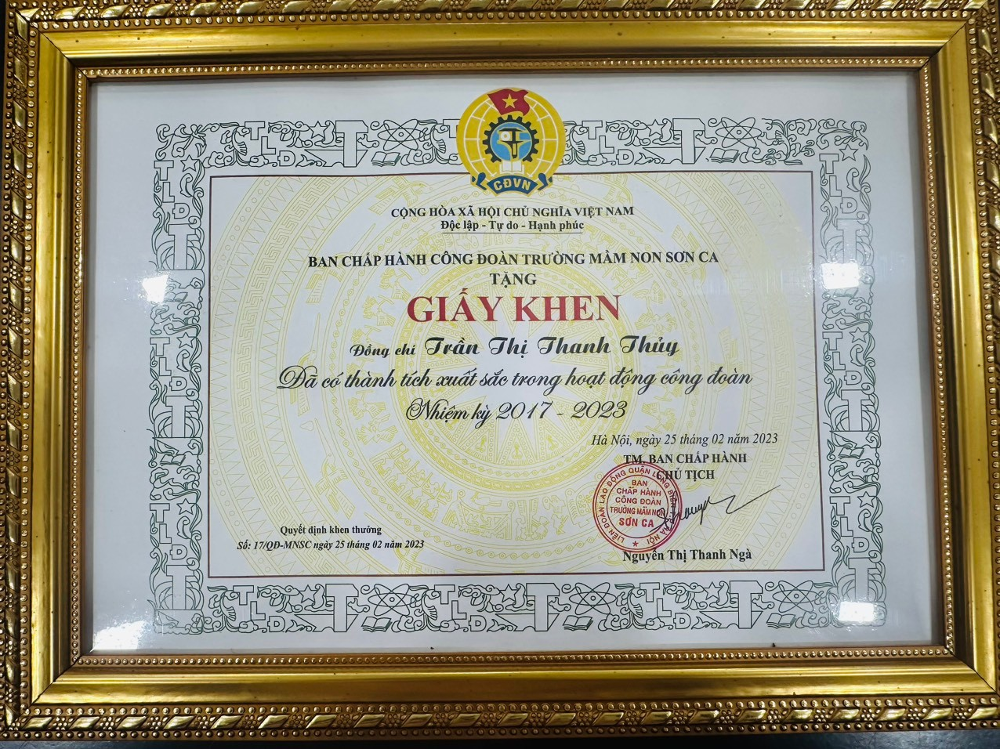 CĐVN
CỘNG HÒA XÃ HỘI CHỦ NGHĨA VIỆT NAM
Độc lập - Tự do - Hạnh phúc
BAN CHẤP HÀNH CÔNG ĐOÀN TRƯỜNG MẦM NON SƠN CA
TẶNG
GIẤY KHEN
Đồng chí Trần Thị Thanh Thủy
Đã có thành tích xuất sắc trong hoạt động công đoàn
Nhiệm kỳ 2017 - 2023
Hà Nội, ngày 25 tháng 02 năm 2023
TM. BAN CHẤP HÀNH
CHỦ TỊCH
LIÊN ĐOÀN LAO ĐỘNG QUẬN LONG BIÊN
HÀ NỘI
BAN
CHẤP HÀNH
CÔNG ĐOÀN
TRƯỜNG MẦM NON
SƠN CA
Quyết định khen thưởng
Số: 17/QĐ-MNSC ngày 25 tháng 02 năm 2023
Nguyễn Thị Thanh Ngà